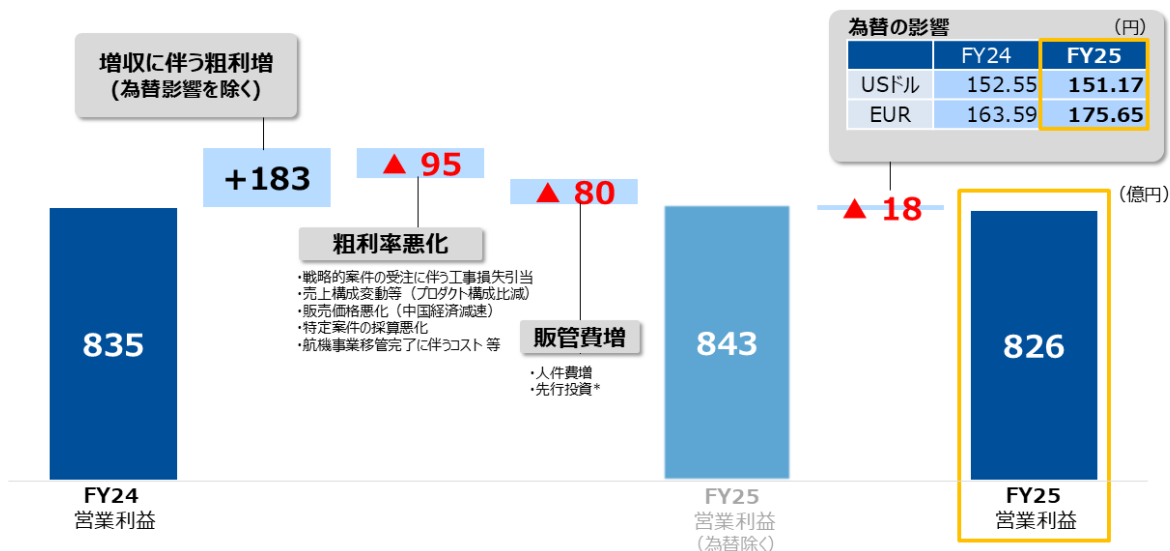 増収に伴う粗利増
(為替影響を除く)
為替の影響 (円)
FY24 FY25
USドル 152.55 151.17
EUR 163.59 175.65
(億円)
+183
▲ 95
▲ 80
▲ 18
粗利率悪化
・戦略的案件の受注に伴う工事損失引当
・売上構成変動等（プロダクト構成比減）
・販売価格悪化（中国経済減速）
・特定案件の採算悪化
・航機事業移管完了に伴うコスト 等
販管費増
・人件費増
・先行投資*
835
843
826
FY24
営業利益
FY25
営業利益
(為替除く)
FY25
営業利益